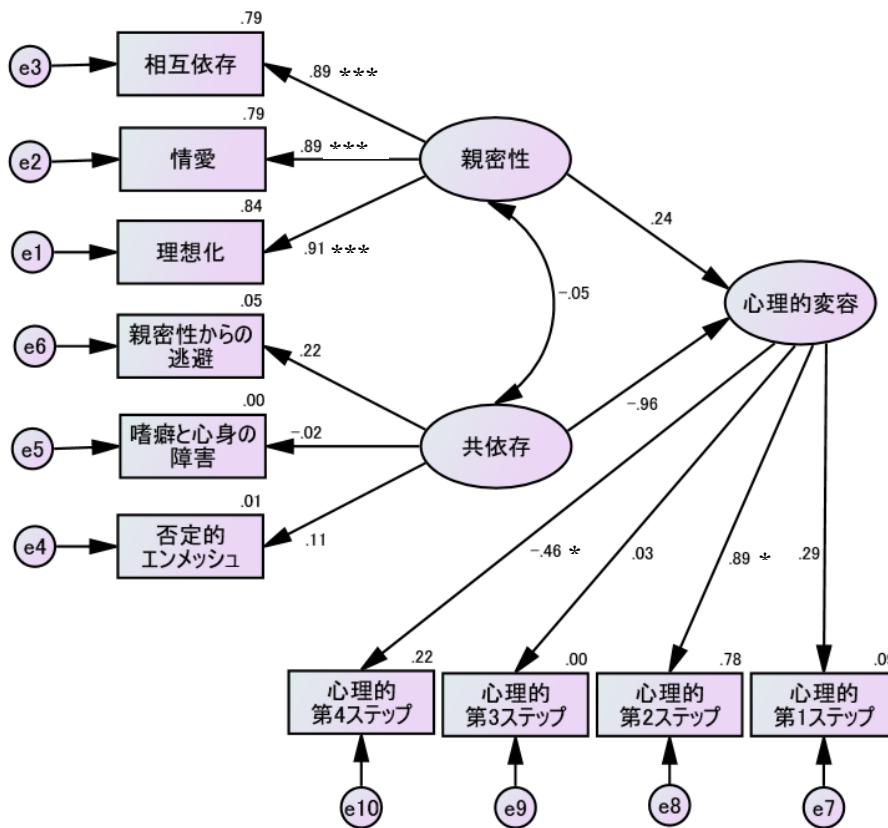 .79
e3
相互依存
.89 ***
.79
e2
情愛
.89 ***
親密性
.84
e1
理想化
.91 ***
.24
-.05
心理的変容
.05
e6
親密性からの
逃避
.22
-.96
.00
e5
嗜癖と心身の
障害
-.02
共依存
.01
e4
否定的
エンメッシュ
.11
-.46 *
.03
.89 *
.29
.22
心理的
第4ステップ
.00
心理的
第3ステップ
.78
心理的
第2ステップ
心理的
第1ステップ
e10
e9
e8
e7